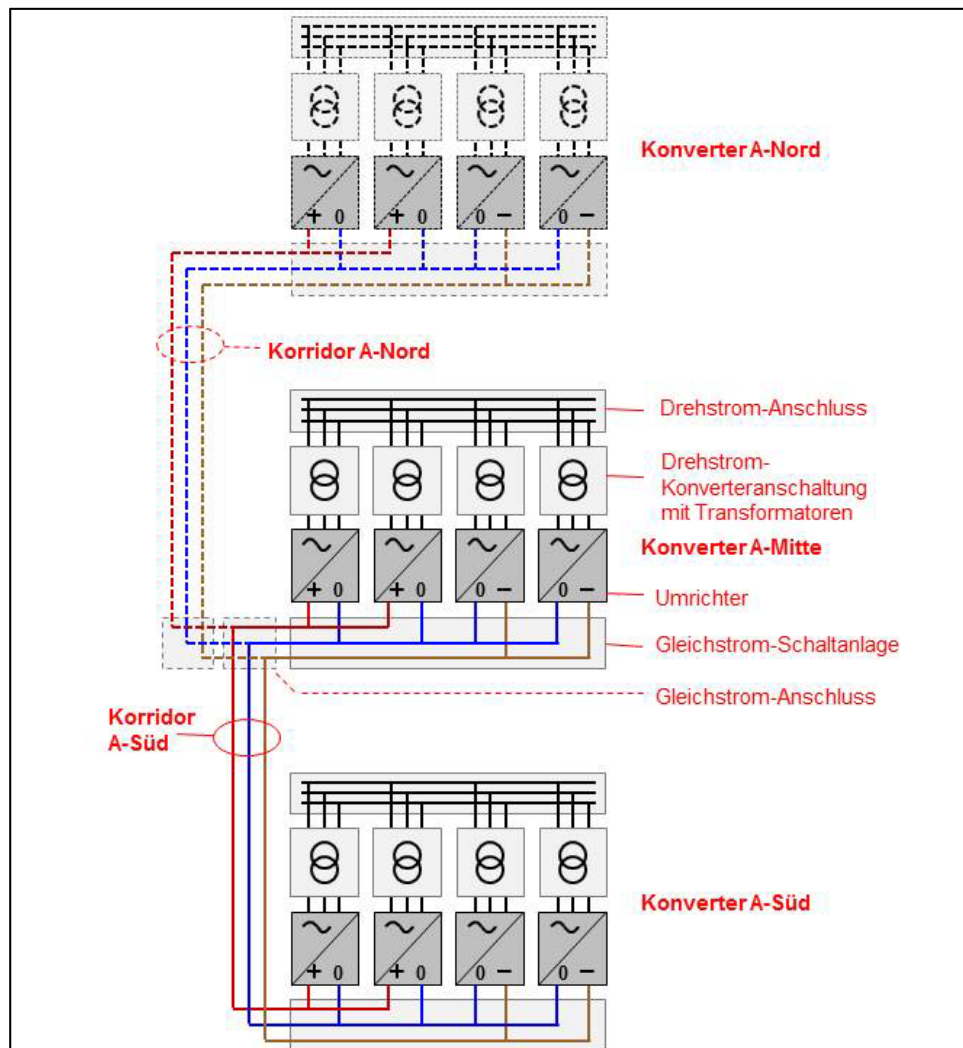 Konverter A-Nord
+ 0 + 0 0 − 0 −
Korridor A-Nord
Drehstrom-Anschluss
Drehstrom-
Konverteranschaltung
mit Transformatoren
Konverter A-Mitte
+ 0 + 0 0 − 0 −
Umrichter
Gleichstrom-Schaltanlage
Gleichstrom-Anschluss
Korridor
A-Süd
Konverter A-Süd
+ 0 + 0 0 − 0 −